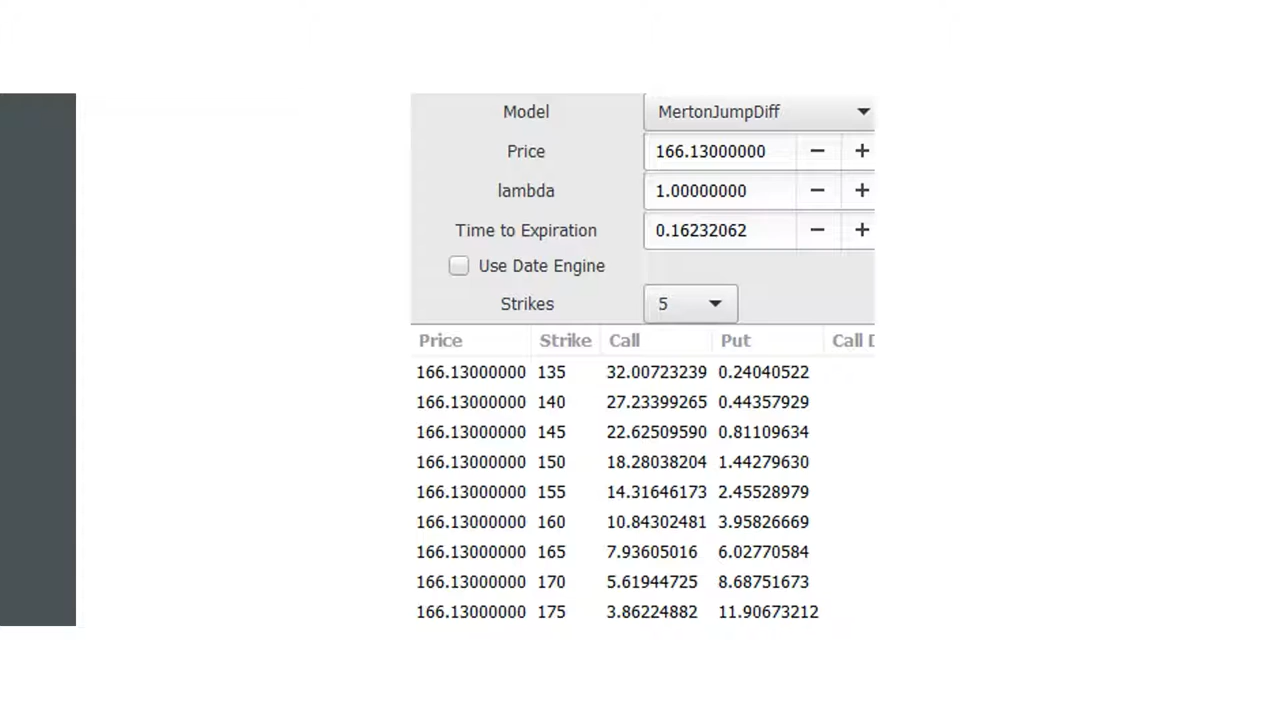 Model MertonJumpDiff
Price 166.13000000 − +
lambda 1.00000000 − +
Time to Expiration 0.16232062 − +
Use Date Engine
Strikes 5
Price Strike Call Put Call D
166.13000000 135 32.00723239 0.24040522
166.13000000 140 27.23399265 0.44357929
166.13000000 145 22.62509590 0.81109634
166.13000000 150 18.28038204 1.44279630
166.13000000 155 14.31646173 2.45528979
166.13000000 160 10.84302481 3.95826669
166.13000000 165 7.93605016 6.02770584
166.13000000 170 5.61944725 8.68751673
166.13000000 175 3.86224882 11.90673212